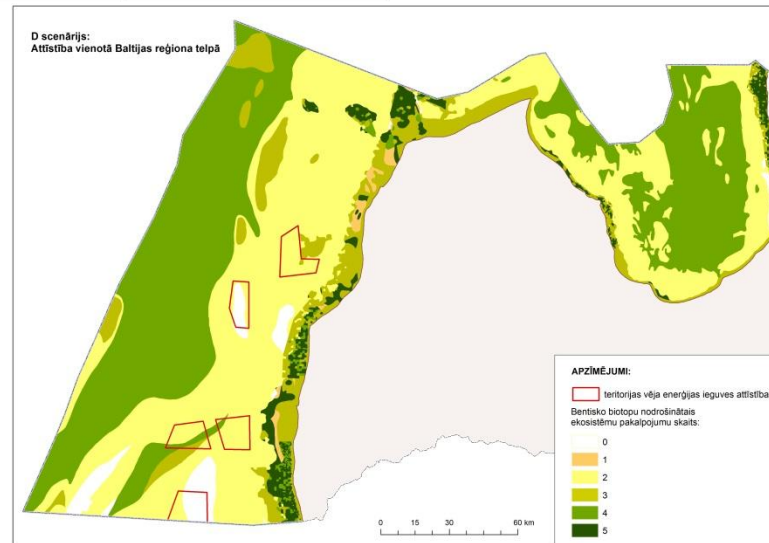 D scenārijs:
Attīstība vienotā Baltijas reģiona telpā
APZĪMĒJUMI:
teritorijas vēja enerģijas ieguves attīstība
Bentisko biotopu nodrošinātais
ekosistēmu pakalpojumu skaits:
0
1
2
3
4
5
0 15 30 60 km